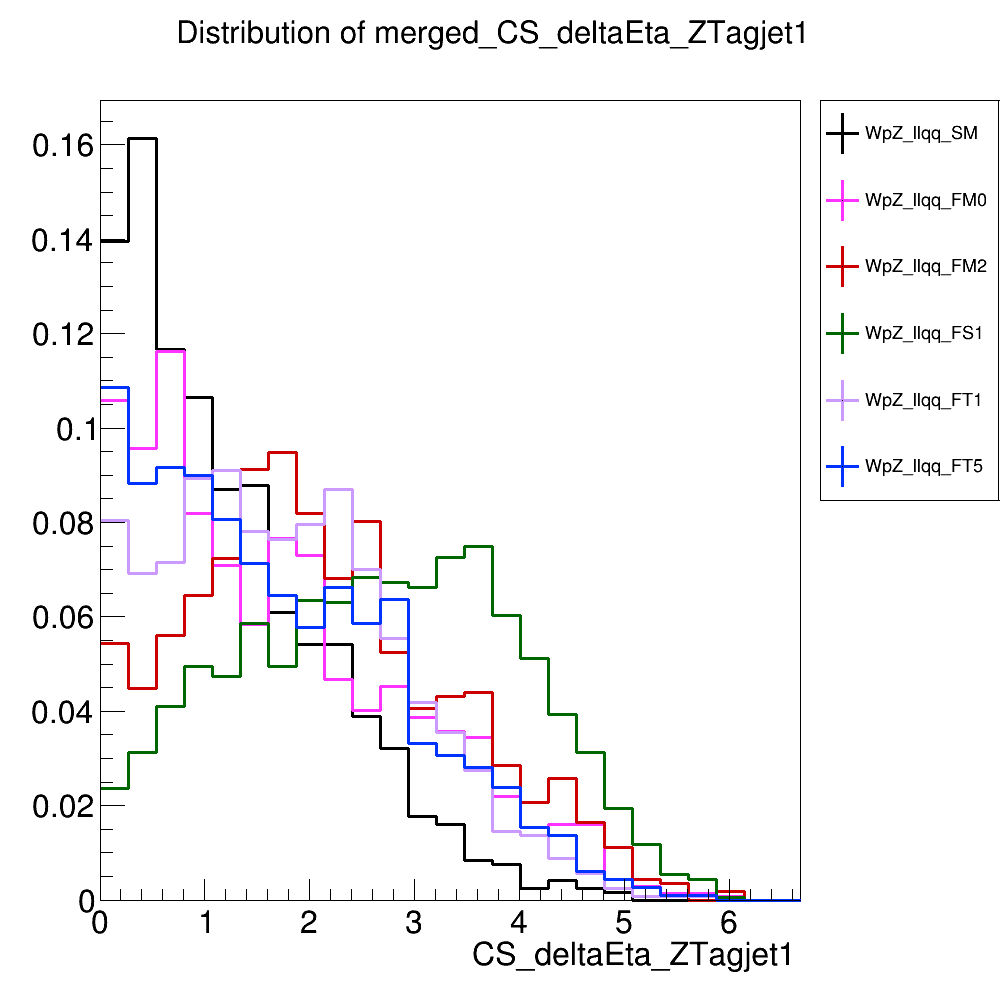 Distribution of merged_CS_deltaEta_ZTagjet1
0.16
0.14
0.12
0.1
0.08
0.06
0.04
0.02
0
0 1 2 3 4 5 6
CS_deltaEta_ZTagjet1
WpZ_llqq_SM
WpZ_llqq_FM0
WpZ_llqq_FM2
WpZ_llqq_FS1
WpZ_llqq_FT1
WpZ_llqq_FT5